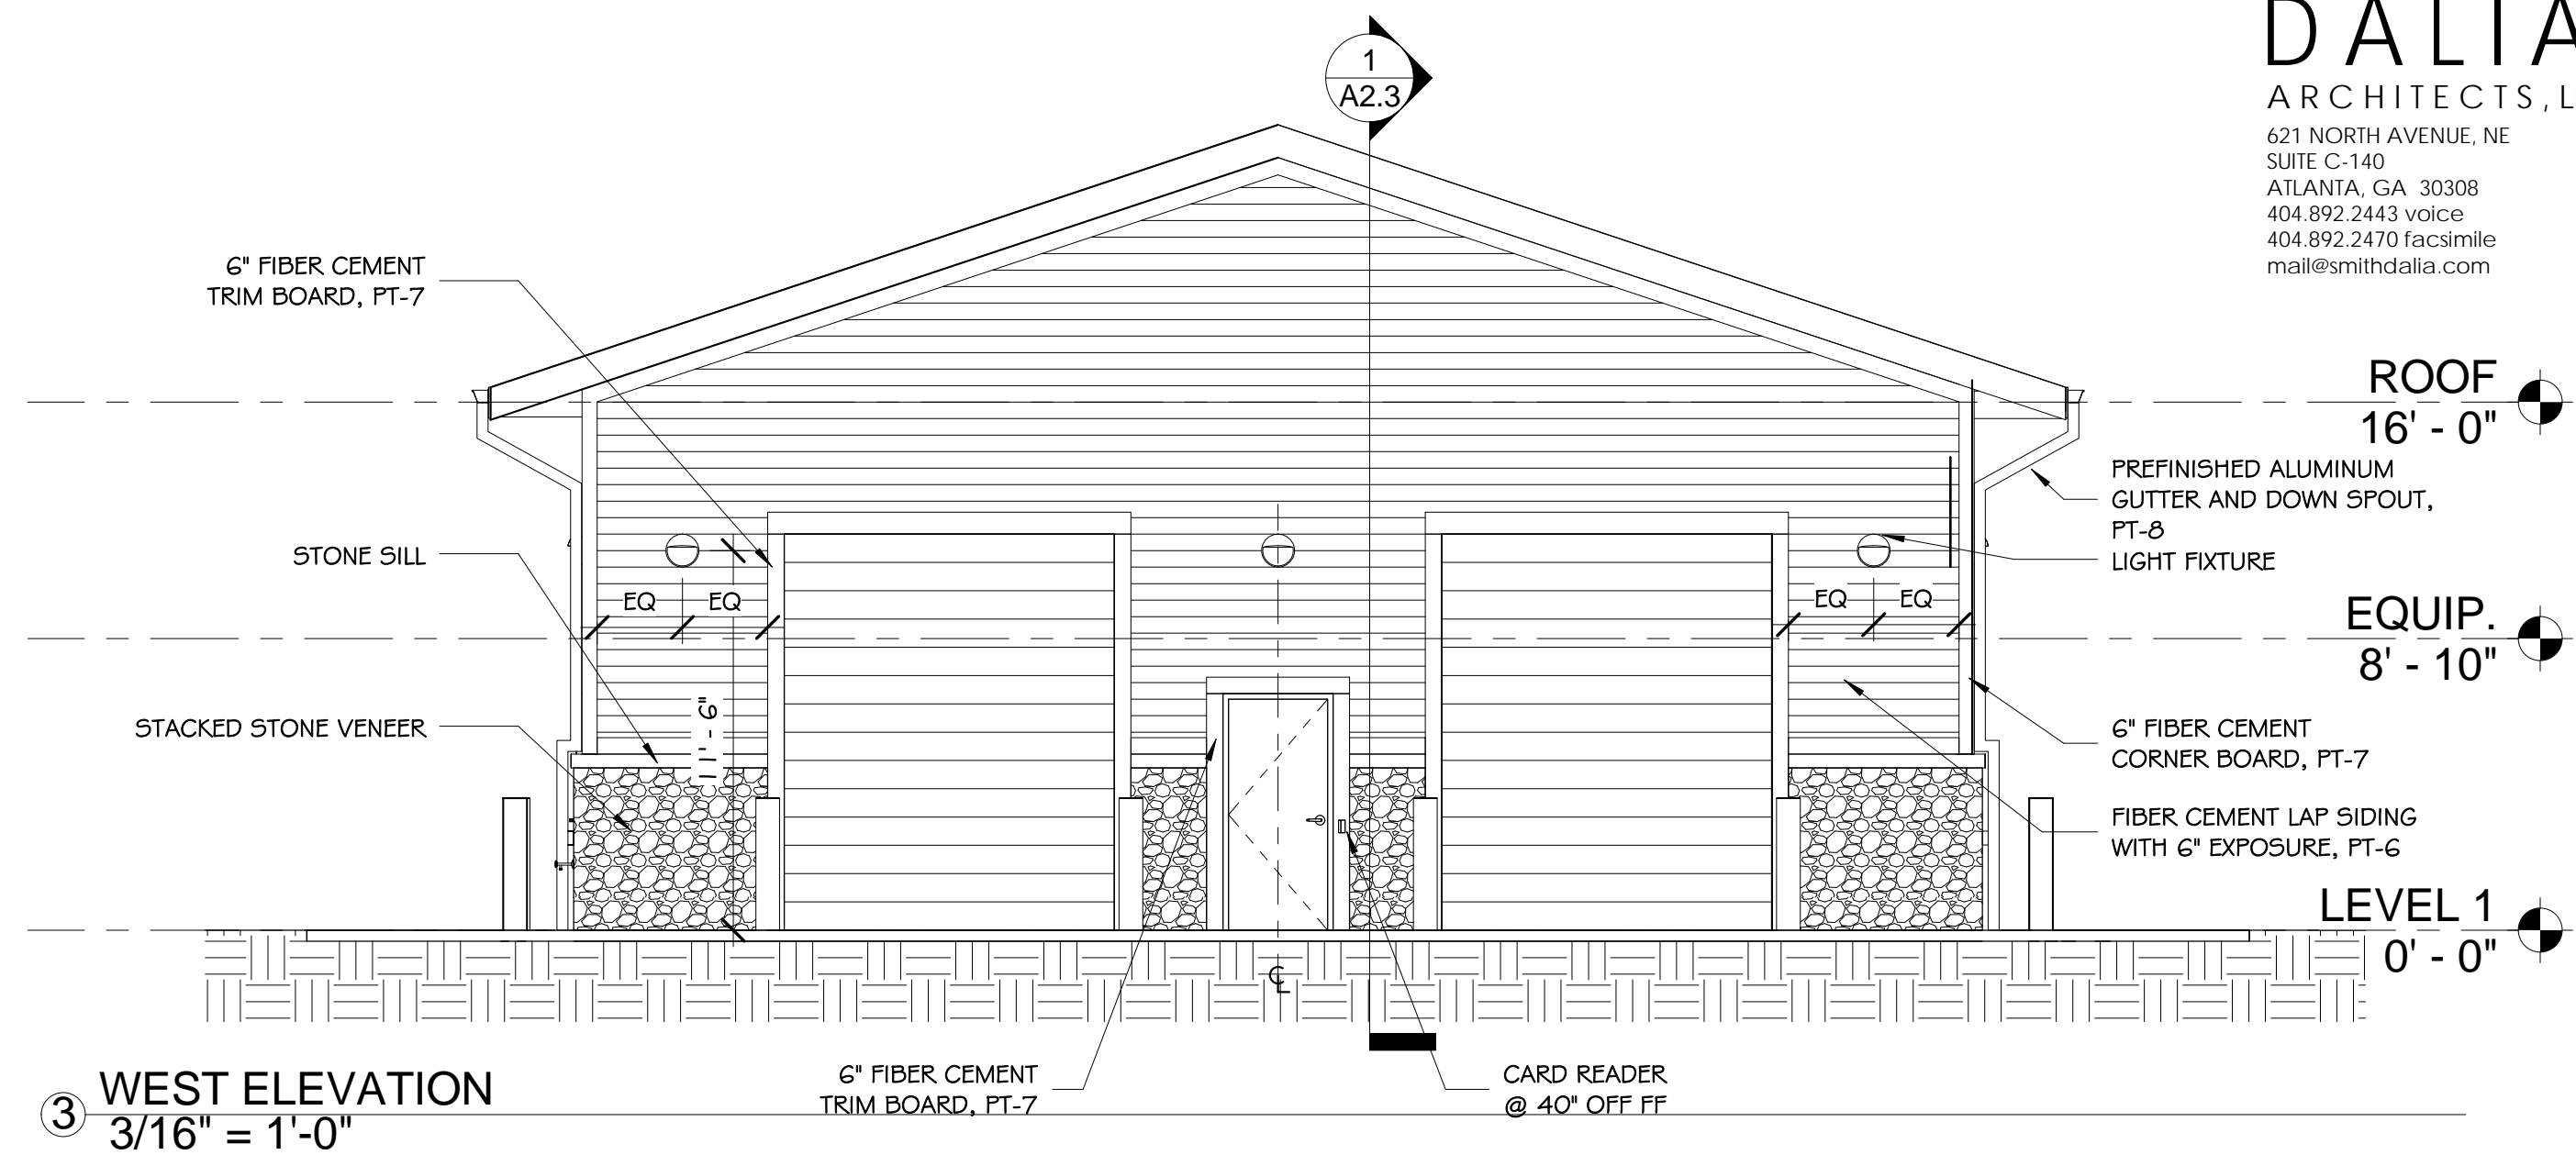 1
A2.3
DALIA
ARCHITECTS, L
621 NORTH AVENUE, NE
SUITE C-140
ATLANTA, GA 30308
404.892.2443 voice
404.892.2470 facsimile
mail@smithdalia.com
6" FIBER CEMENT
TRIM BOARD, PT-7
STONE SILL
STACKED STONE VENEER
EQ
EQ
11' - 6"
EQ
EQ
ROOF
16' - 0"
PREFINISHED ALUMINUM
GUTTER AND DOWN SPOUT,
PT-8
LIGHT FIXTURE
EQUIP.
8' - 10"
6" FIBER CEMENT
CORNER BOARD, PT-7
FIBER CEMENT LAP SIDING
WITH 6" EXPOSURE, PT-6
LEVEL 1
0' - 0"
℄
6" FIBER CEMENT
TRIM BOARD, PT-7
CARD READER
@ 40" OFF FF
3
WEST ELEVATION
3/16" = 1'-0"